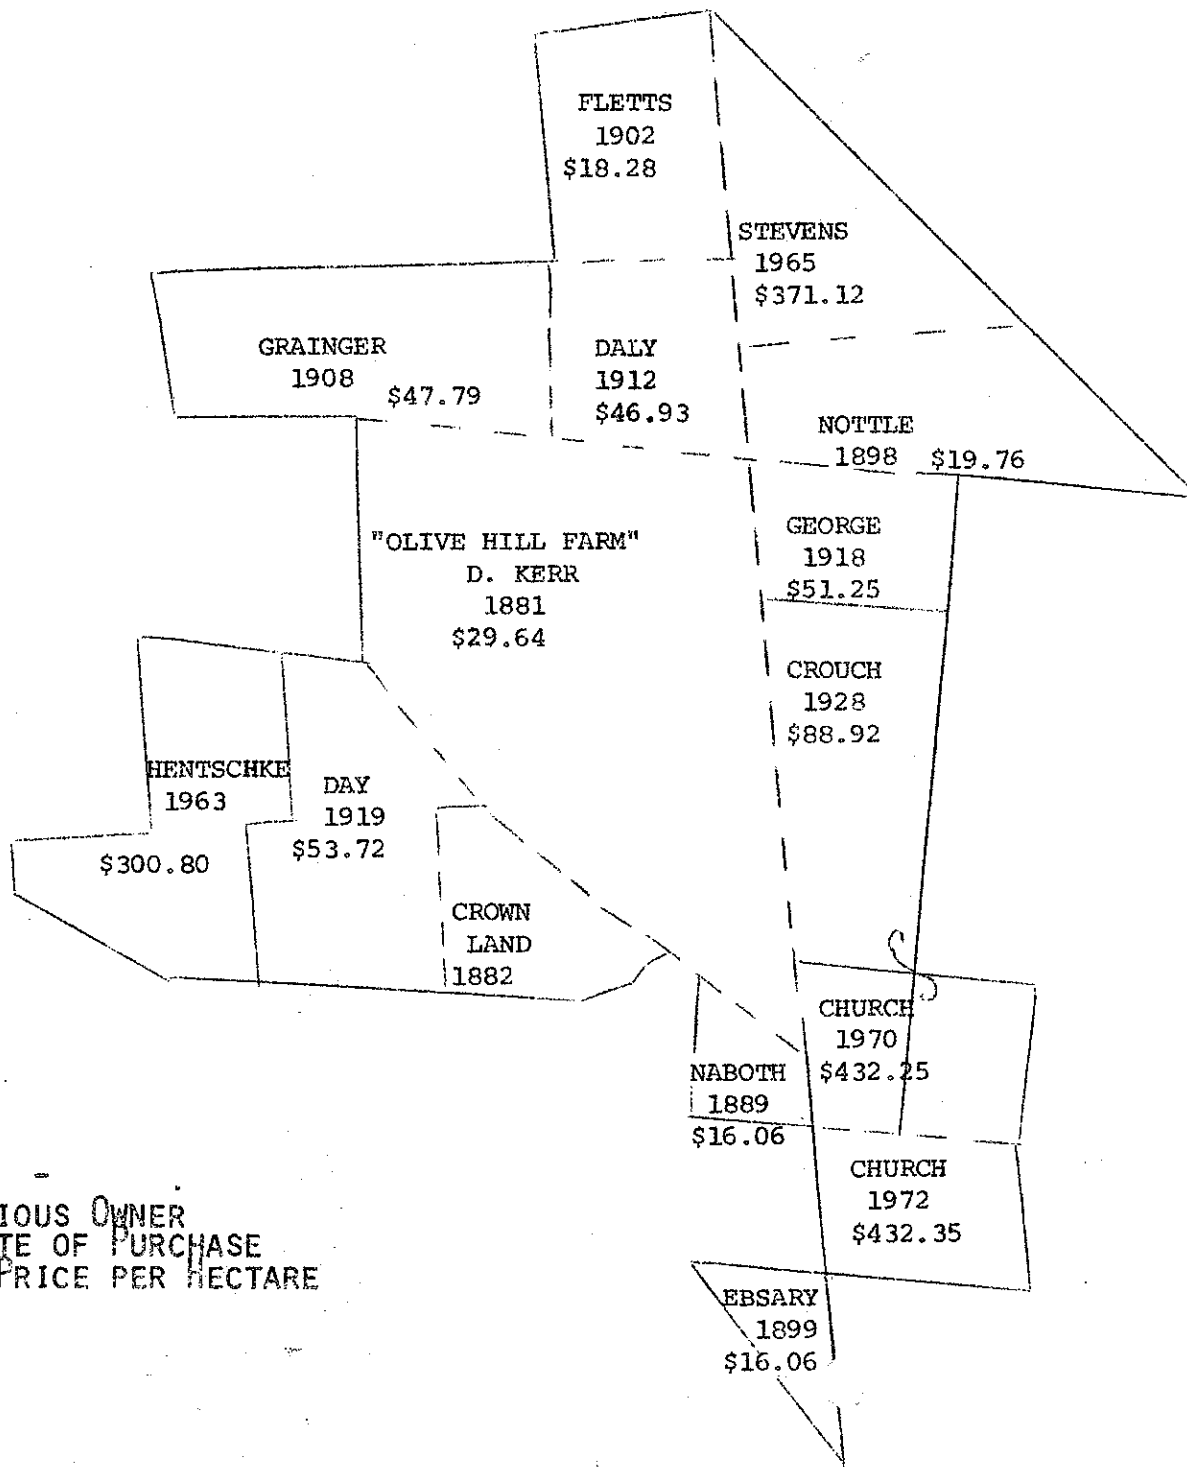 FLETTS
1902
$18.28
STEVENS
1965
$371.12
GRAINGER
1908
$47.79
DALY
1912
$46.93
NOTTLE
1898 $19.76
"OLIVE HILL FARM"
D. KERR
1881
$29.64
GEORGE
1918
$51.25
CROUCH
1928
$88.92
HENTSCHKE
1963
$300.80
DAY
1919
$53.72
CROWN
LAND
1882
CHURCH
1970
$432.25
NABOTH
1889
$16.06
CHURCH
1972
$432.35
EBSARY
1899
$16.06
IOUS OWNER
TE OF PURCHASE
PRICE PER HECTARE